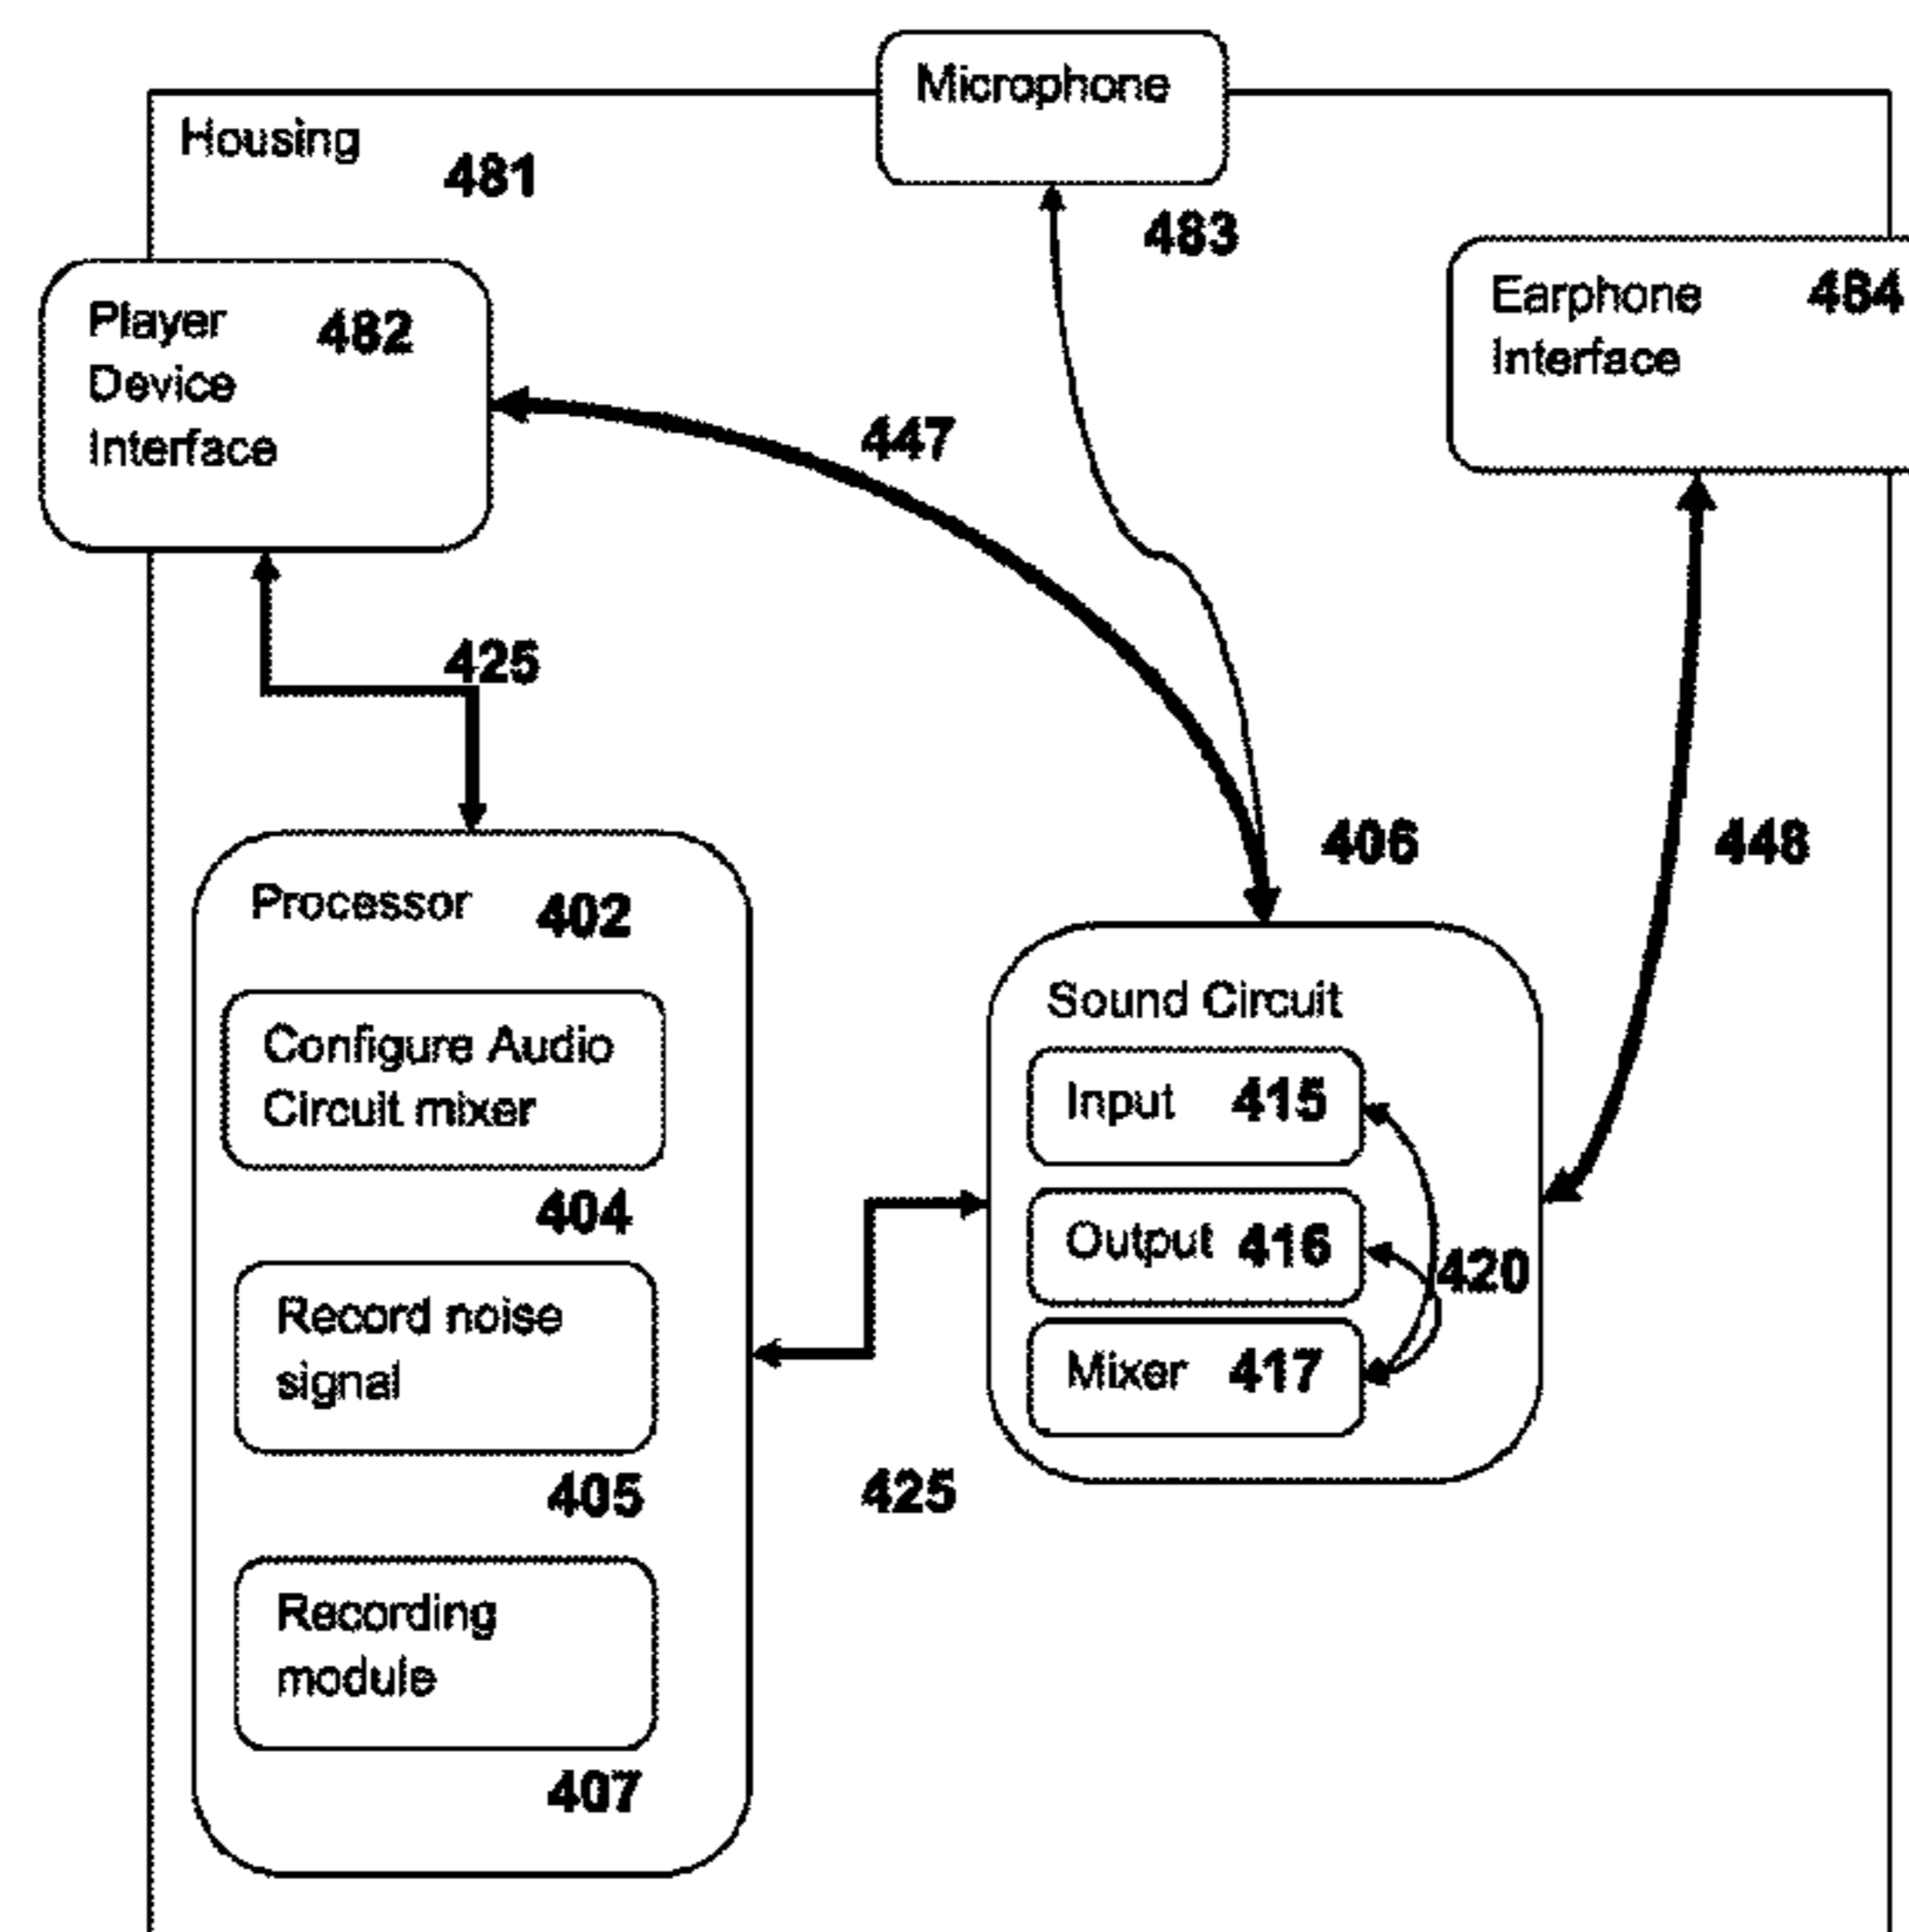 Microphone
Housing
481
483
Player
Device
Interface
482
Earphone
Interface
484
447
425
406
448
Processor
402
Configure Audio
Circuit mixer
404
Record noise
signal
405
Recording
module
407
Sound Circuit
Input 415
Output 416
Mixer 417
420
425